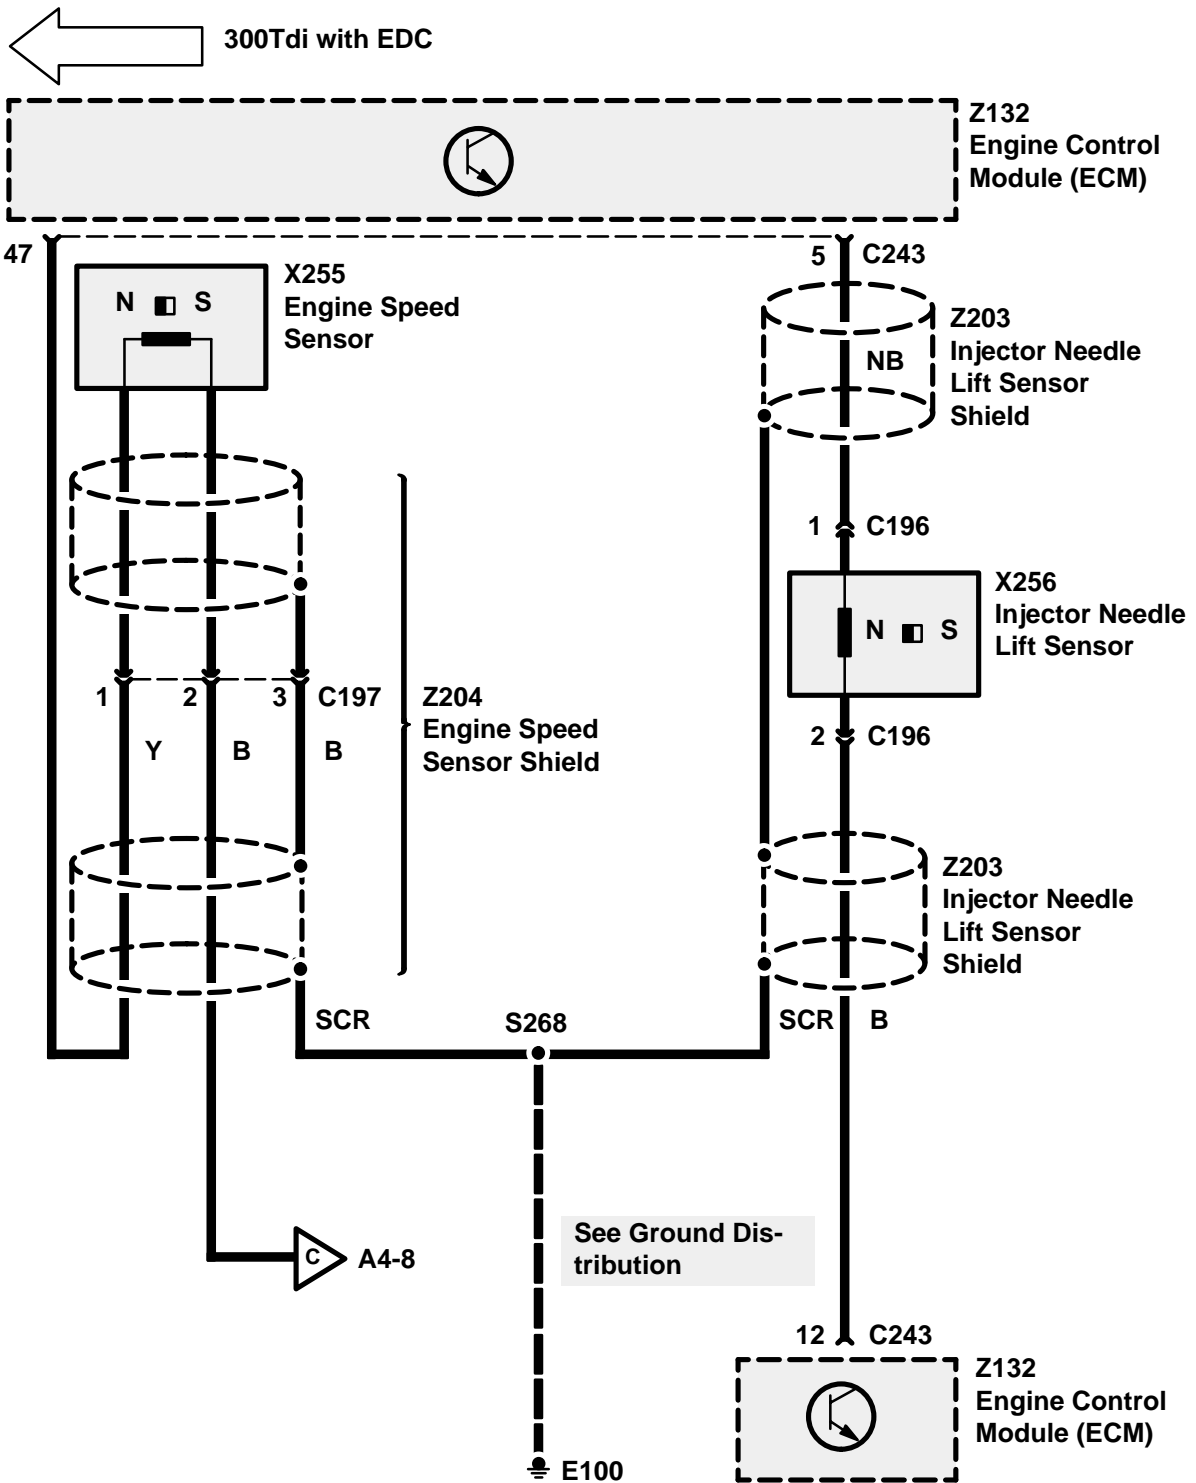 300Tdi with EDC
Z132
Engine Control
Module (ECM)
47
5
C243
X255
Engine Speed
Sensor
N
S
Z203
Injector Needle
Lift Sensor
Shield
NB
1
C196
X256
Injector Needle
Lift Sensor
N
S
1
2
3
C197
Z204
Engine Speed
Sensor Shield
2
C196
Y
B
B
Z203
Injector Needle
Lift Sensor
Shield
SCR
S268
SCR
B
See Ground Dis-
tribution
C
A4-8
12
C243
Z132
Engine Control
Module (ECM)
E100